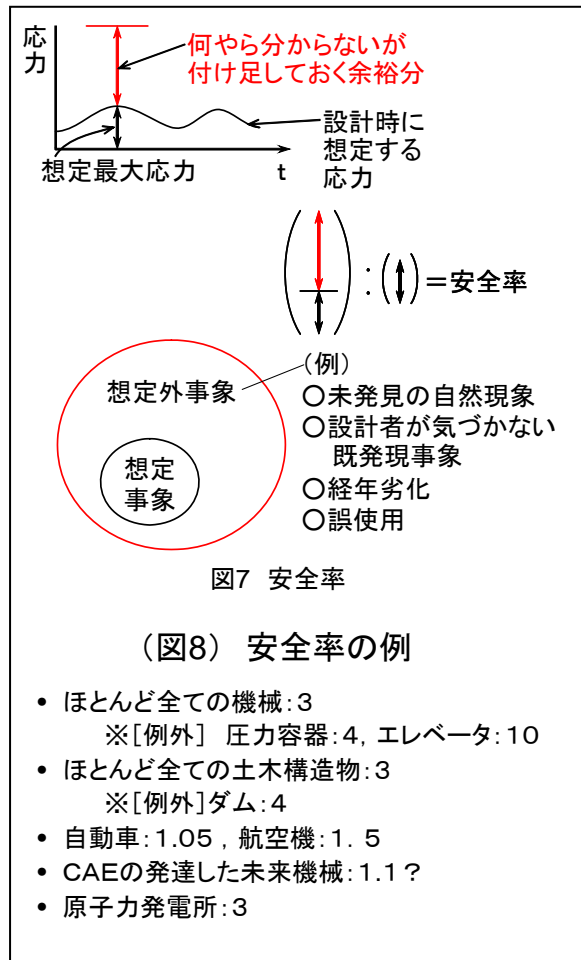 応力
何やら分からないが
付け足しておく余裕分
設計時に
想定する
応力
想定最大応力
t
( ):( )=安全率
想定外事象
(例)
○未発見の自然現象
○設計者が気づかない
既発現事象
○経年劣化
○誤使用
想定
事象
図7 安全率
(図8) 安全率の例
• ほとんど全ての機械:3
※[例外] 圧力容器:4, エレベータ:10
• ほとんど全ての土木構造物:3
※[例外]ダム:4
• 自動車:1.05 , 航空機:1. 5
• CAEの発達した未来機械:1.1?
• 原子力発電所:3